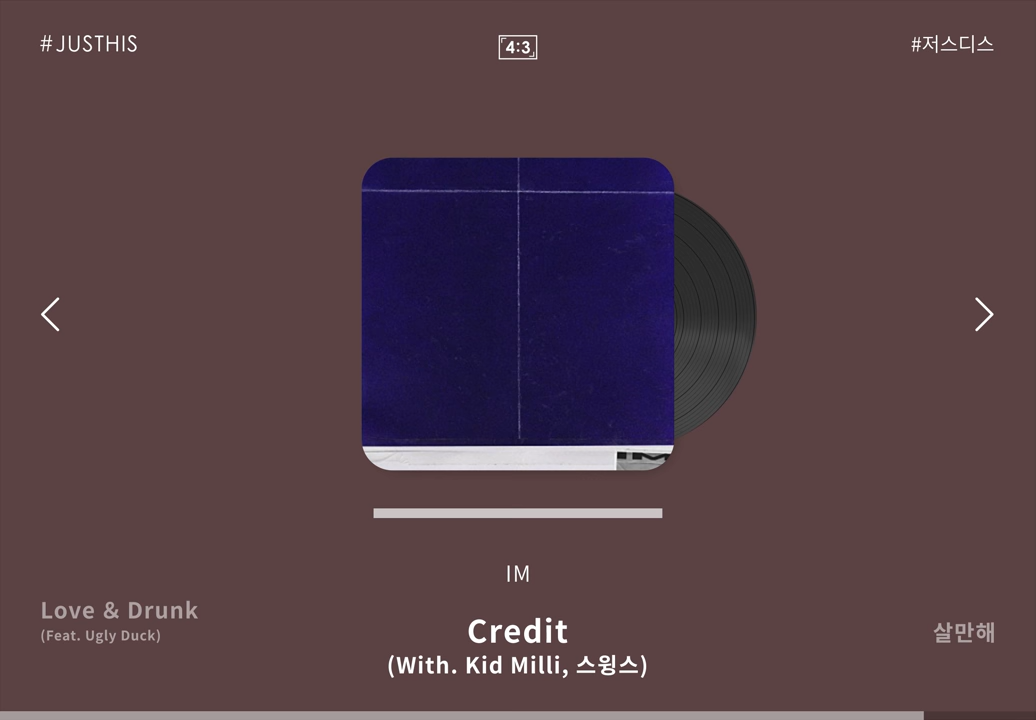 #JUSTHIS
4:3
#저스디스
IM
Love & Drunk
(Feat. Ugly Duck)
Credit
(With. Kid Milli, 스윙스)
살만해